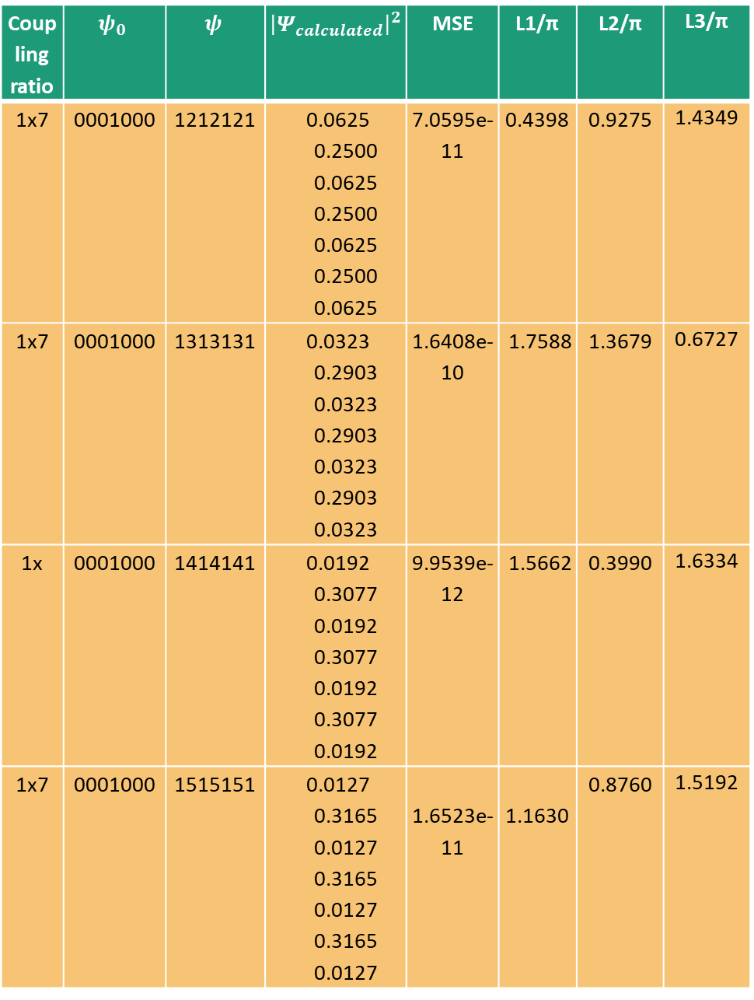 Coup
ling
ratio
ψ0
ψ
|Ψcalculated|2
MSE
L1/π
L2/π
L3/π
1x7
0001000
1212121
0.0625
0.2500
0.0625
0.2500
0.0625
0.2500
0.0625
7.0595e-
11
0.4398
0.9275
1.4349
1x7
0001000
1313131
0.0323
0.2903
0.0323
0.2903
0.0323
0.2903
0.0323
1.6408e-
10
1.7588
1.3679
0.6727
1x
0001000
1414141
0.0192
0.3077
0.0192
0.3077
0.0192
0.3077
0.0192
9.9539e-
12
1.5662
0.3990
1.6334
1x7
0001000
1515151
0.0127
0.3165
0.0127
0.3165
0.0127
0.3165
0.0127
1.6523e-
11
1.1630
0.8760
1.5192